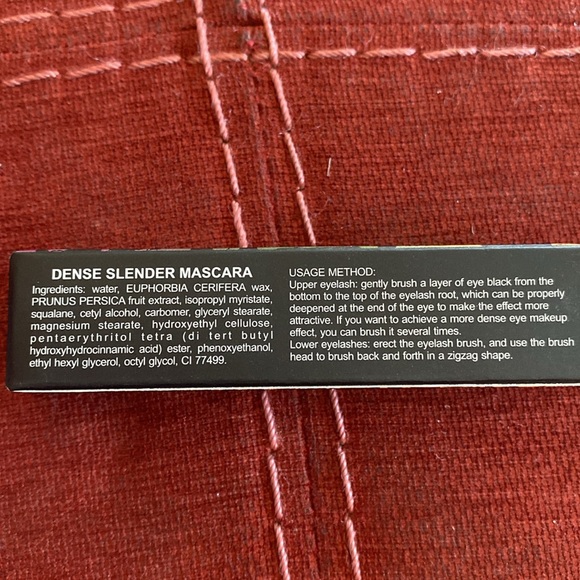 DENSE SLENDER MASCARA
Ingredients: water, EUPHORBIA CERIFERA wax,
PRUNUS PERSICA fruit extract, isopropyl myristate,
squalane, cetyl alcohol, carbomer, glyceryl stearate,
magnesium stearate, hydroxyethyl cellulose,
pentaerythritol tetra (di tert butyl
hydroxyhydrocinnamic acid) ester, phenoxyethanol,
ethyl hexyl glycerol, octyl glycol, CI 77499.
USAGE METHOD:
Upper eyelash: gently brush a layer of eye black from the
bottom to the top of the eyelash root, which can be properly
deepened at the end of the eye to make the effect more
attractive. If you want to achieve a more dense eye makeup
effect, you can brush it several times.
Lower eyelashes: erect the eyelash brush, and use the brush
head to brush back and forth in a zigzag shape.